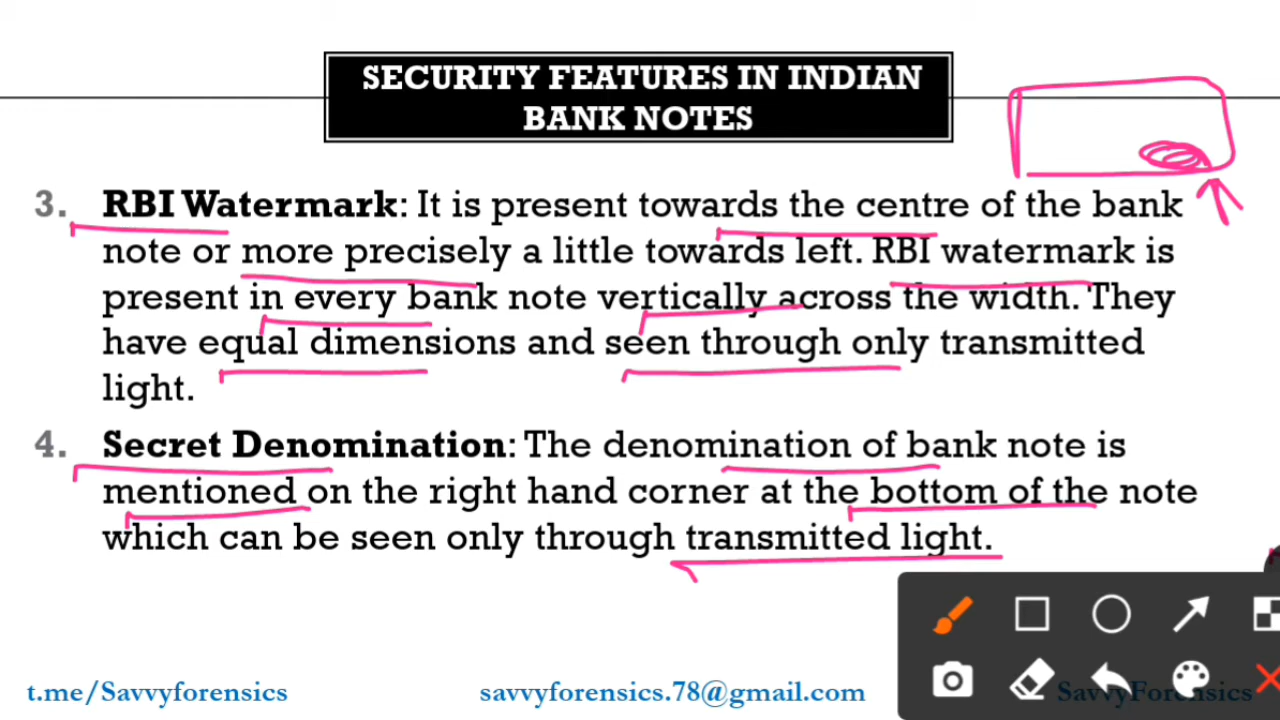 SECURITY FEATURES IN INDIAN
BANK NOTES
3. RBI Watermark: It is present towards the centre of the bank
note or more precisely a little towards left. RBI watermark is
present in every bank note vertically across the width. They
have equal dimensions and seen through only transmitted
light.
4. Secret Denomination: The denomination of bank note is
mentioned on the right hand corner at the bottom of the note
which can be seen only through transmitted light.
t.me/Savvyforensics
savvyforensics.78@gmail.com
SavvyForensics